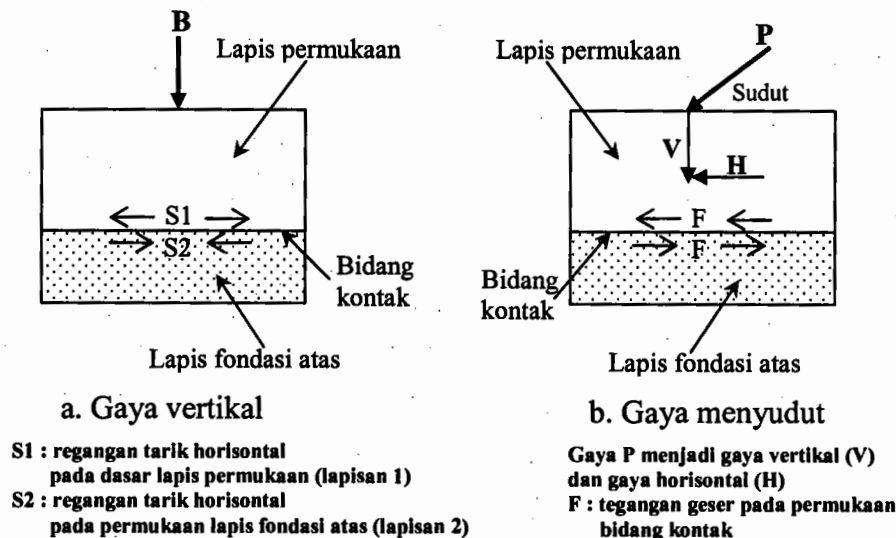 B
Lapis permukaan
S1
S2
Bidang
kontak
Lapis fondasi atas
a. Gaya vertikal
S1 : regangan tarik horisontal
pada dasar lapis permukaan (lapisan 1)
S2 : regangan tarik horisontal
pada permukaan lapis fondasi atas (lapisan 2)
P
Lapis permukaan
Sudut
V
H
F
F
Bidang
kontak
Lapis fondasi atas
b. Gaya menyudut
Gaya P menjadi gaya vertikal (V)
dan gaya horisontal (H)
F : tegangan geser pada permukaan
bidang kontak